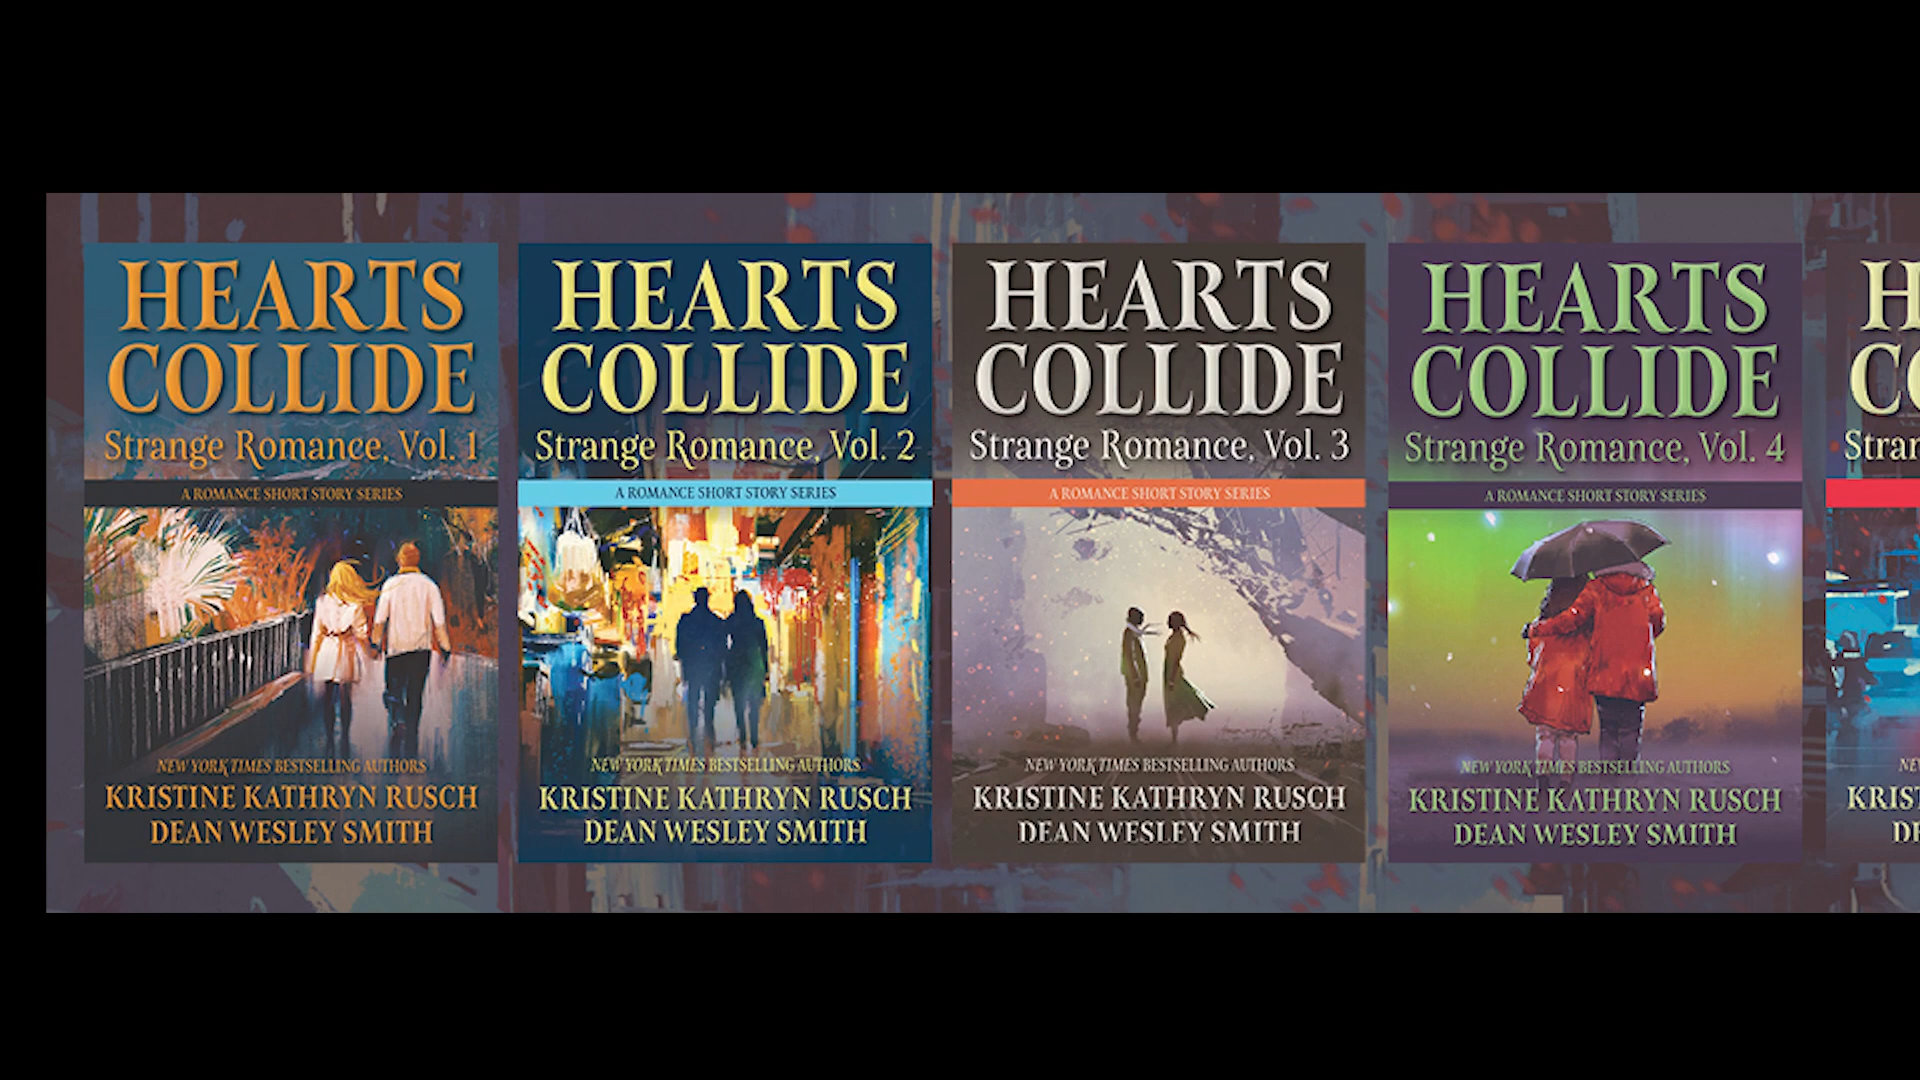 HEARTS
COLLIDE
Strange Romance, Vol. 1
A ROMANCE SHORT STORY SERIES
NEW YORK TIMES BESTSELLING AUTHORS
KRISTINE KATHRYN RUSCH
DEAN WESLEY SMITH
HEARTS
COLLIDE
Strange Romance, Vol. 2
A ROMANCE SHORT STORY SERIES
NEW YORK TIMES BESTSELLING AUTHORS
KRISTINE KATHRYN RUSCH
DEAN WESLEY SMITH
HEARTS
COLLIDE
Strange Romance, Vol. 3
A ROMANCE SHORT STORY SERIES
NEW YORK TIMES BESTSELLING AUTHORS
KRISTINE KATHRYN RUSCH
DEAN WESLEY SMITH
HEARTS
COLLIDE
Strange Romance, Vol. 4
A ROMANCE SHORT STORY SERIES
NEW YORK TIMES BESTSELLING AUTHORS
KRISTINE KATHRYN RUSCH
DEAN WESLEY SMITH